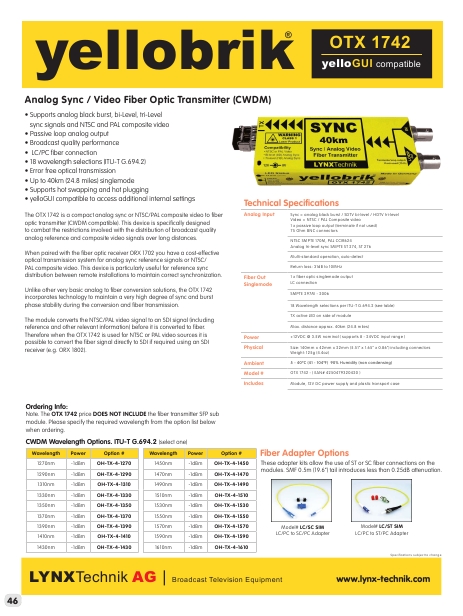 yellobrik®
OTX 1742
yelloGUI compatible
Analog Sync / Video Fiber Optic Transmitter (CWDM)
• Supports analog black burst, bi-level, tri-Level
sync signals and NTSC and PAL composite video
• Passive loop analog output
• Broadcast quality performance
• LC/PC fiber connection
• 18 wavelength selections (ITU-T G.694.2)
• Error free optical transmission
• Up to 40km (24.8 miles) singlemode
• Supports hot swapping and hot plugging
• yelloGUI compatible to access additional internal settings
The OTX 1742 is a compact analog sync or NTSC/PAL composite video to fiber
optic transmitter (CWDM compatible). This device is specifically designed
to combat the restrictions involved with the distribution of broadcast quality
analog reference and composite video signals over long distances.
When paired with the fiber optic receiver ORX 1702 you have a cost-effective
optical transmission system for analog sync reference signals or NTSC/
PAL composite video. This device is particularly useful for reference sync
distribution between remote installations to synchronize facilities together.
Unlike other very basic analog to fiber conversion solutions, the OTX 1742
incorporates technology to maintain a very high degree of sync and burst
phase stability during the conversion and fiber transmission.
The module converts the NTSC/PAL video signal to an SDI signal (including
reference and other relevant information) before it is converted to fiber.
Therefore when the OTX 1742 is used for NTSC or PAL video sources it is
possible to convert the fiber signal directly to SDI if required using an SDI
receiver (e.g. ORX 1802).
WARNING
CLASS 1
Compatibility
SYNC
40km
Sync / Analog Video
Fiber Transmitter
LYNXTechnik
yellobrik
OTX 1742
Technical Specifications
Analog Input
Sync = analog black burst / SDTV bi-level / HDTV tri-level
Video = NTSC / PAL Composite video
1 x passive loop output (terminate if not used)
75 Ohm BNC connectors
NTSC SMPTE 170M, PAL CCIR624
Analog tri-level sync SMPTE ST 274, ST 296
Multi-standard operation, auto-detect
Return loss: 34dB to 10MHz
Fiber Out
Singlemode
1 x fiber optic singlemode output
LC connection
SMPTE 297M - 2006
18 Wavelength selections per ITU-T G.694.2 (see table)
TX active LED on side of module
Max. distance approx. 40km (24.8 miles)
Power
+12VDC @ 3.5W nominal (supports 8 - 24VDC input range)
Physical
Size: 140mm x 42mm x 22mm (5.51" x 1.65" x 0.86") including connectors
Weight: 123g (5.4oz)
Ambient
5 - 40°C (41 - 104°F) 90% Humidity (non condensing)
Model #
OTX 1742 -
Includes
Module, 12V DC power supply and plastic transport case
Ordering Info:
Note. The OTX 1742 price DOES NOT INCLUDE the fiber transmitter SFP sub
module. Please specify the required wavelength from the option list below
when ordering.
CWDM Wavelength Options. ITU-T G.694.2 (select one)
Wavelength Power Option # Wavelength Power Option #
1270nm -1dBm OH-TX-4-1270 1450nm -1dBm OH-TX-4-1450
1290nm -1dBm OH-TX-4-1290 1470nm -1dBm OH-TX-4-1470
1310nm -1dBm OH-TX-4-1310 1490nm -1dBm OH-TX-4-1490
1330nm -1dBm OH-TX-4-1330 1510nm -1dBm OH-TX-4-1510
1350nm -1dBm OH-TX-4-1350 1530nm -1dBm OH-TX-4-1530
1370nm -1dBm OH-TX-4-1370 1550nm -1dBm OH-TX-4-1550
1390nm -1dBm OH-TX-4-1390 1570nm -1dBm OH-TX-4-1570
1410nm -1dBm OH-TX-4-1410 1590nm -1dBm OH-TX-4-1590
1430nm -1dBm OH-TX-4-1430 1610nm -1dBm OH-TX-4-1610
Fiber Adapter Options
These adapter kits allow the use of ST or SC fiber connections on the
modules. SMF 0.5m (19.6") tail introduces less than 0.25dB attenuation.
Model# LC/SC SIM
LC/PC to SC/PC Adapter
Model# LC/ST SIM
LC/PC to ST/PC Adapter
Specifications subject to change
LYNXTechnik AG | Broadcast Television Equipment
www.lynx-technik.com
46